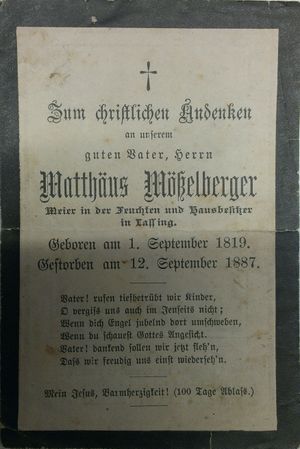 Zum christlichen Andenken
an unserem
guten Vater, Herrn
Matthäus Mößelberger
Meier in der Feuchten und Hausbesitzer
in Lassing.
Geboren am 1. September 1819.
Gestorben am 12. September 1887.
Vater! rufen tiefbetrübt wir Kinder,
O vergiß uns auch im Jenseits nicht;
Wenn dich Engel jubelnd dort umschweben,
Wenn du schauest Gottes Angesicht.
Vater! dankend sollen wir jetzt fleh'n,
Dass wir freudig uns einst wiederseh'n.
Mein Jesus, Barmherzigkeit! (100 Tage Ablass.)